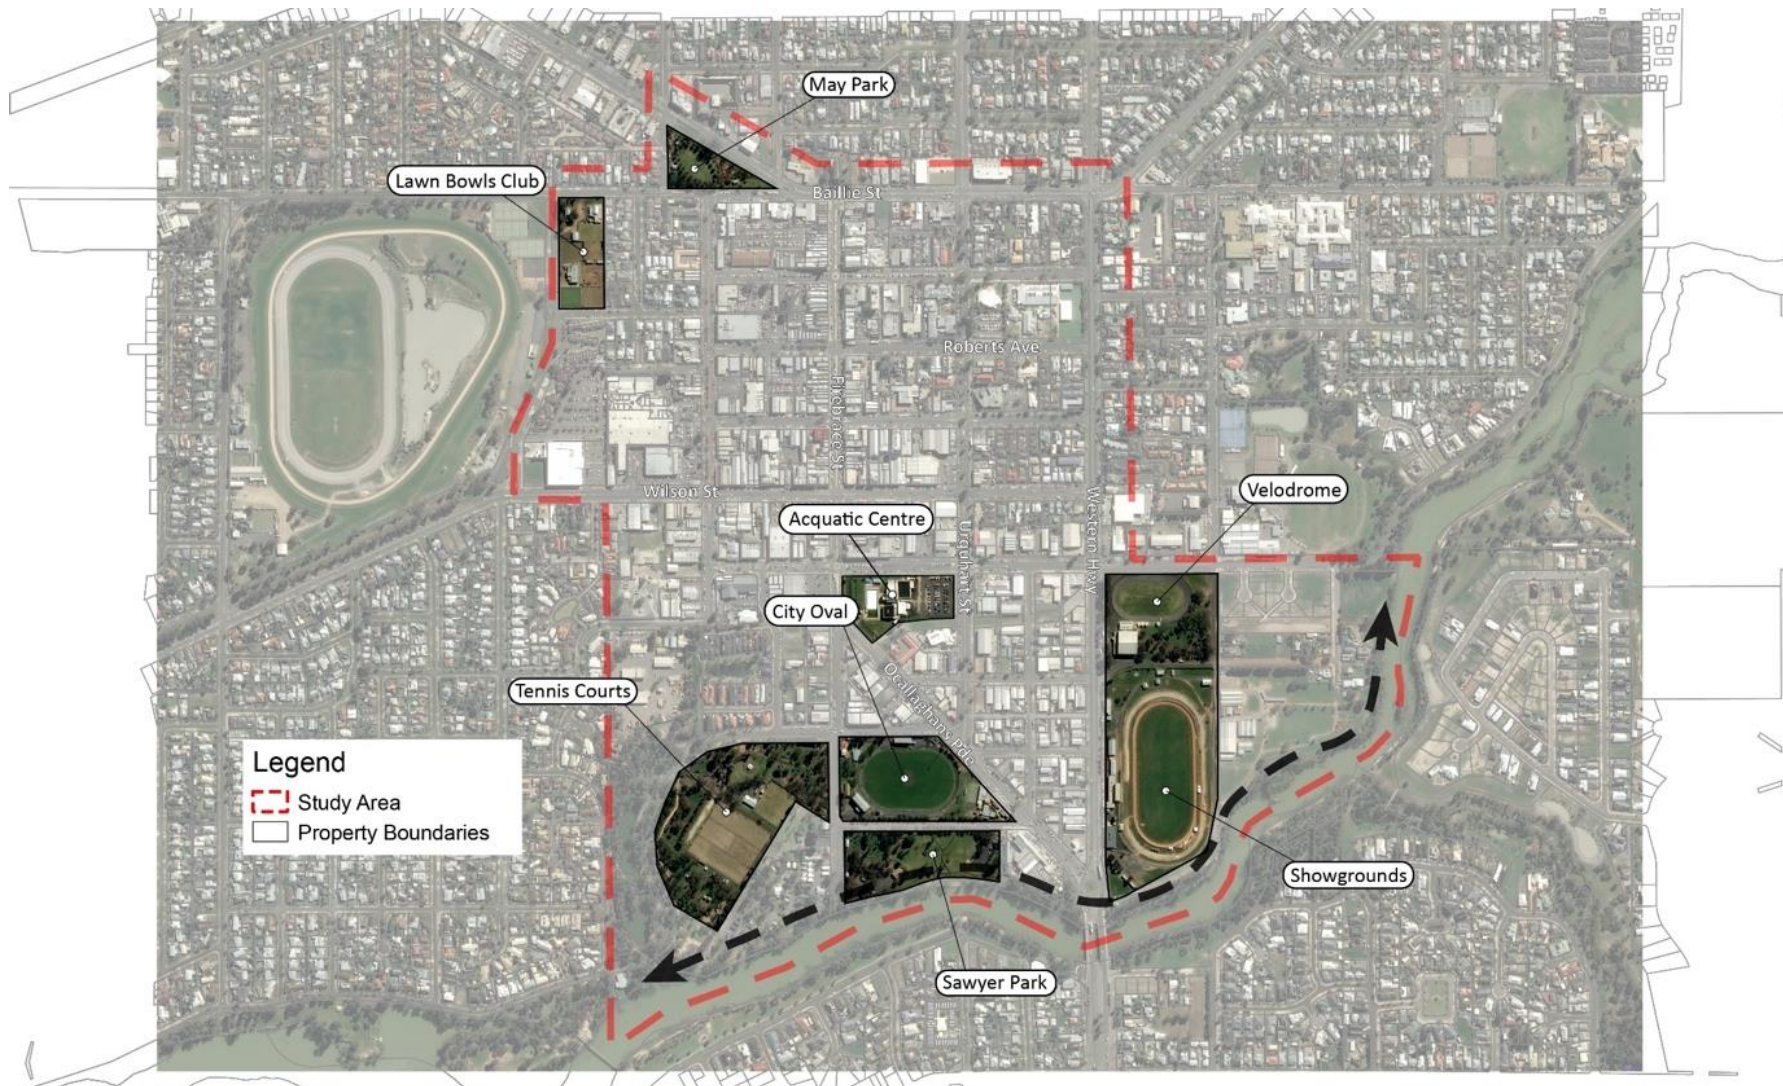 May Park
Lawn Bowls Club
Baillie St
Roberts Ave
Firebrace St
Wilson St
Western Hwy
Velodrome
Acquatic Centre
Urquhart St
City Oval
Tennis Courts
Ocallaghans Pde
Legend
Study Area
Property Boundaries
Showgrounds
Sawyer Park